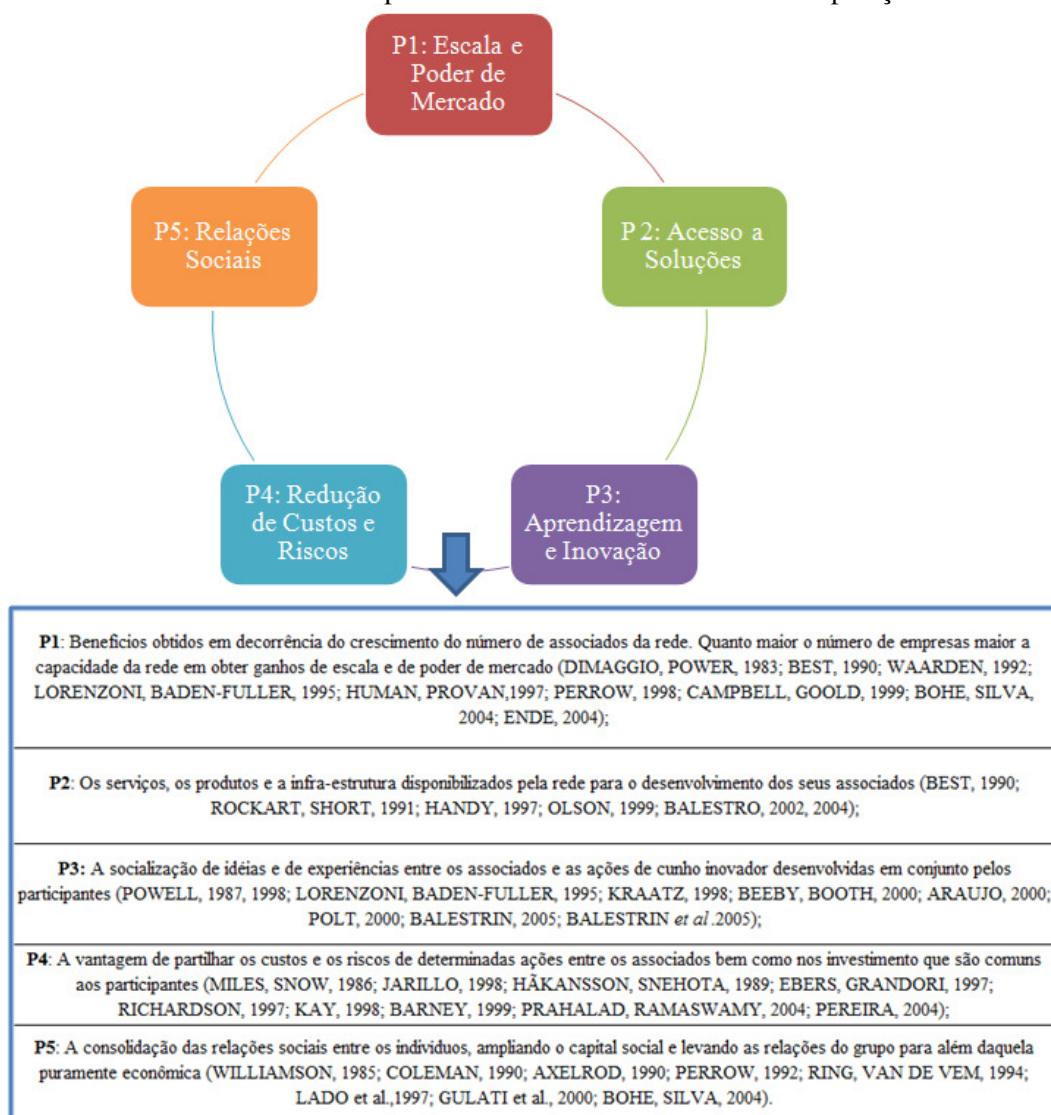 P1: Escala e
Poder de
Mercado
P5: Relações
Sociais
P 2: Acesso a
Soluções
P4: Redução
de Custos e
Riscos
P3:
Aprendizagem
e Inovação
P1: Benefícios obtidos em decorrência do crescimento do número de associados da rede. Quanto maior o número de empresas maior a
capacidade da rede em obter ganhos de escala e de poder de mercado (DIMAGGIO, POWER, 1983; BEST, 1990; WAARDEN, 1992;
LORENZONI, BADEN-FULLER, 1995; HUMAN, PROVAN,1997; PERROW, 1998; CAMPBELL, GOOLD, 1999; BOHE, SILVA,
2004; ENDE, 2004);
P2: Os serviços, os produtos e a infra-estrutura disponibilizados pela rede para o desenvolvimento dos seus associados (BEST, 1990;
ROCKART, SHORT, 1991; HANDY, 1997; OLSON, 1999; BALESTRO, 2002, 2004);
P3: A socialização de idéias e de experiências entre os associados e as ações de cunho inovador desenvolvidas em conjunto pelos
participantes (POWELL, 1987, 1998; LORENZONI, BADEN-FULLER, 1995; KRAATZ, 1998; BEEBY, BOOTH, 2000; ARAUJO, 2000;
POLT, 2000; BALESTRIN, 2005; BALESTRIN et al.2005);
P4: A vantagem de partilhar os custos e os riscos de determinadas ações entre os associados bem como nos investimento que são comuns
aos participantes (MILES, SNOW, 1986; JARILLO, 1998; HÃKANSSON, SNEHOTA, 1989; EBERS, GRANDORI, 1997;
RICHARDSON, 1997; KAY, 1998; BARNEY, 1999; PRAHALAD, RAMASWAMY, 2004; PEREIRA, 2004);
P5: A consolidação das relações sociais entre os individuos, ampliando o capital social e levando as relações do grupo para além daquela
puramente econômica (WILLIAMSON, 1985; COLEMAN, 1990; AXELROD, 1990; PERROW, 1992; RING, VAN DE VEM, 1994;
LADO et al.,1997; GULATI et al., 2000; BOHE, SILVA, 2004).